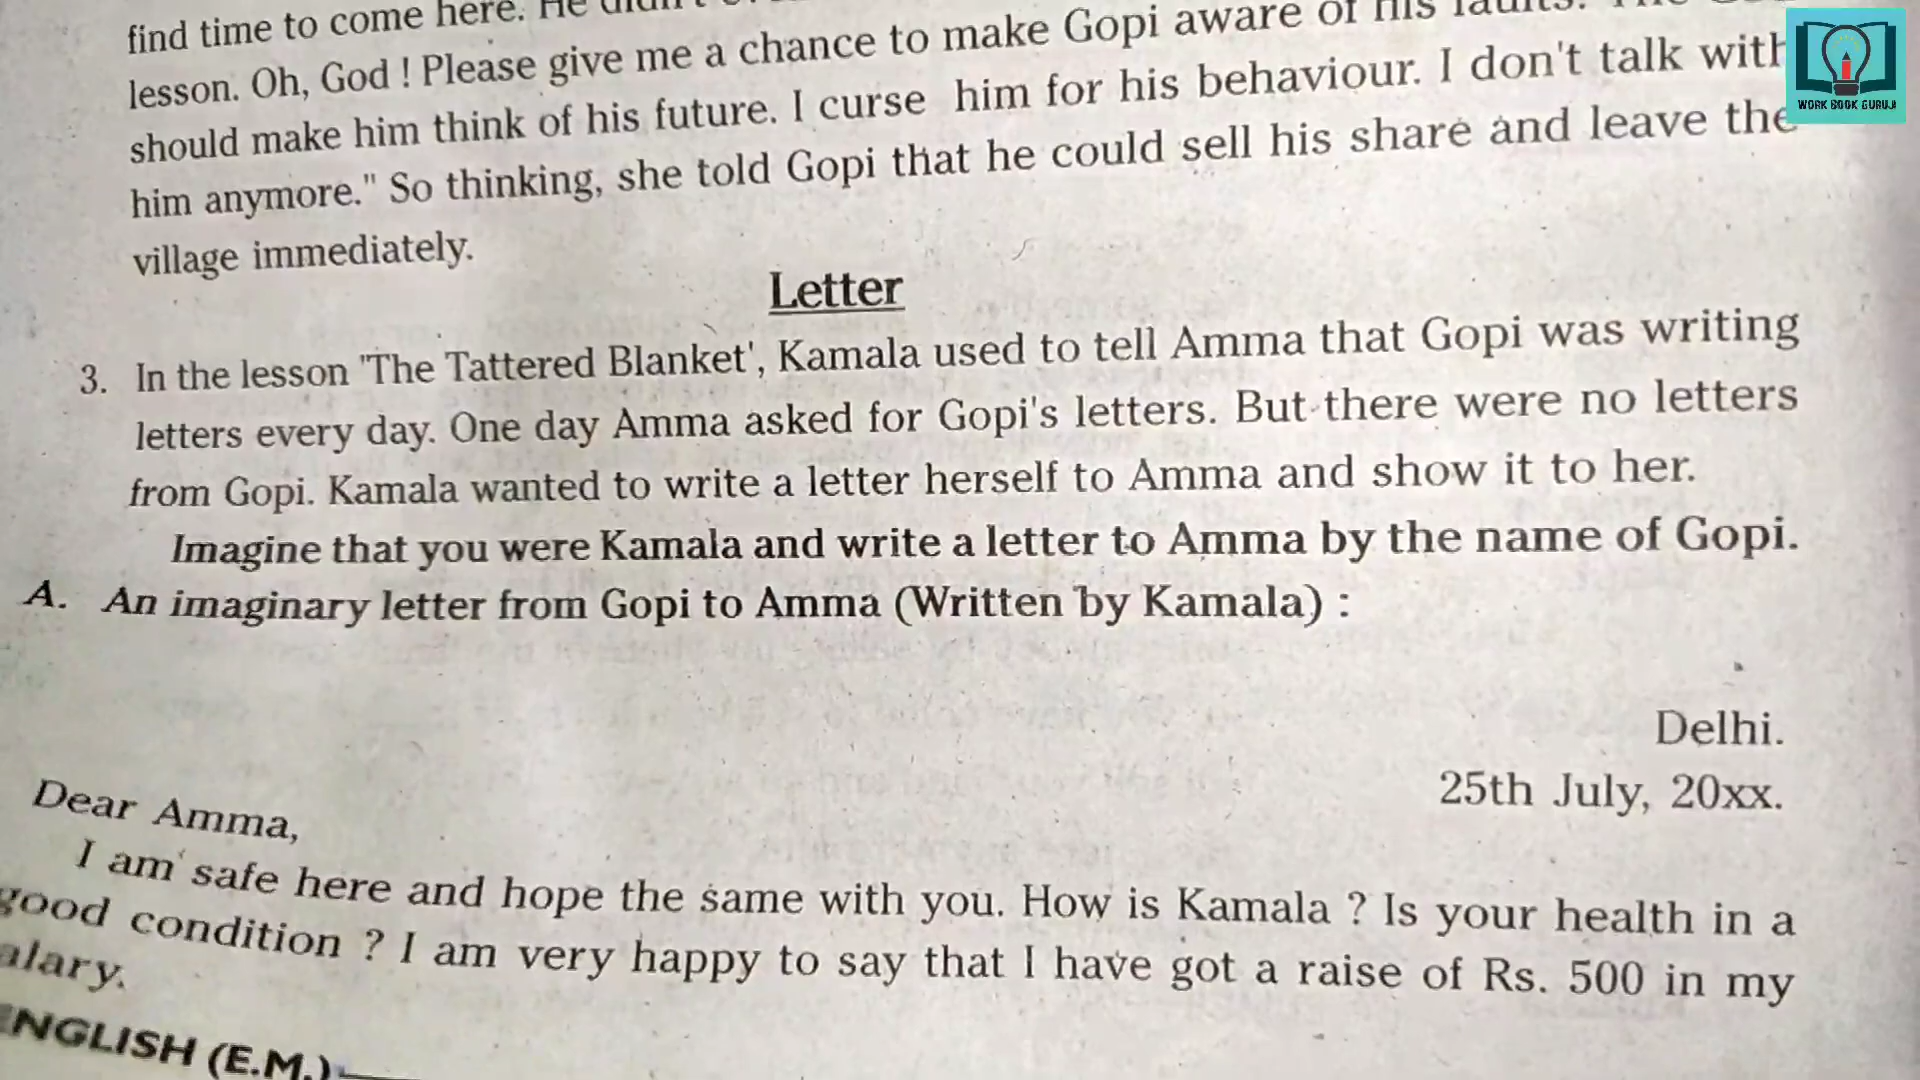 find time to come here. He didn't
lesson. Oh, God ! Please give me a chance to make Gopi aware of his faults. The God
should make him think of his future. I curse him for his behaviour. I don't talk with
him anymore." So thinking, she told Gopi that he could sell his share and leave the
village immediately.
Letter
3. In the lesson 'The Tattered Blanket', Kamala used to tell Amma that Gopi was writing
letters every day. One day Amma asked for Gopi's letters. But there were no letters
from Gopi. Kamala wanted to write a letter herself to Amma and show it to her.
Imagine that you were Kamala and write a letter to Amma by the name of Gopi.
A. An imaginary letter from Gopi to Amma (Written by Kamala) :
Delhi.
25th July, 20xx.
Dear Amma,
I am safe here and hope the same with you. How is Kamala ? Is your health in a
good condition ? I am very happy to say that I have got a raise of Rs. 500 in my
alary.
ENGLISH (E.M.)
WORK BOOK GURUJI